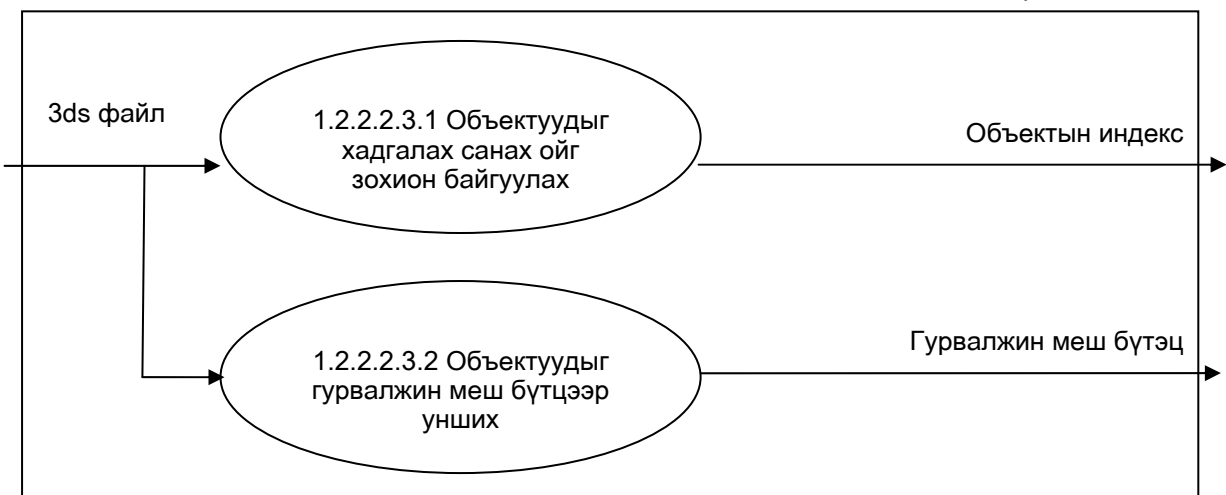 3ds файл
1.2.2.2.3.1 Объектуудыг
хадгалах санах ойг
зохион байгуулах
Объектын индекс
1.2.2.2.3.2 Объектуудыг
гурвалжин меш бүтцээр
унших
Гурвалжин меш бүтэц